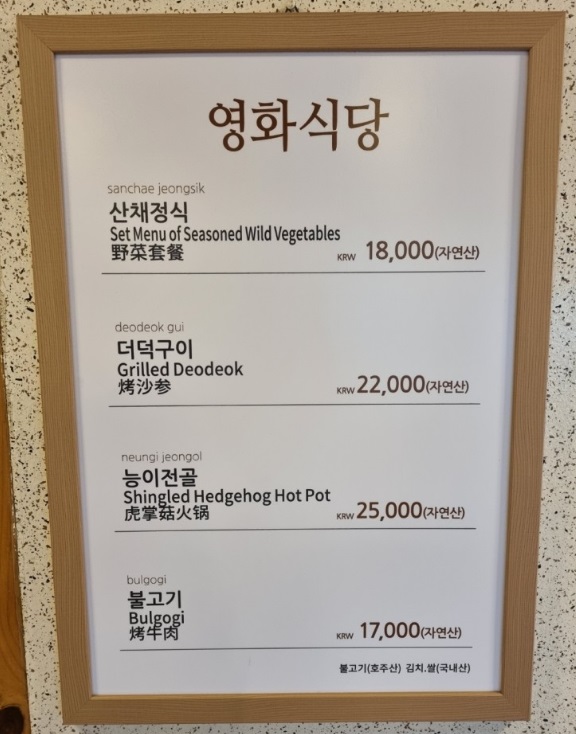 영화식당
sanchae jeongsik
산채정식
Set Menu of Seasoned Wild Vegetables
野菜套餐
KRW 18,000(자연산)
deodeok gui
더덕구이
Grilled Deodeok
烤沙参
KRW 22,000(자연산)
neungi jeongol
능이전골
Shingled Hedgehog Hot Pot
虎掌菇火锅
KRW 25,000(자연산)
bulgogi
불고기
Bulgogi
烤牛肉
KRW 17,000(자연산)
불고기(호주산) 김치.쌀(국내산)